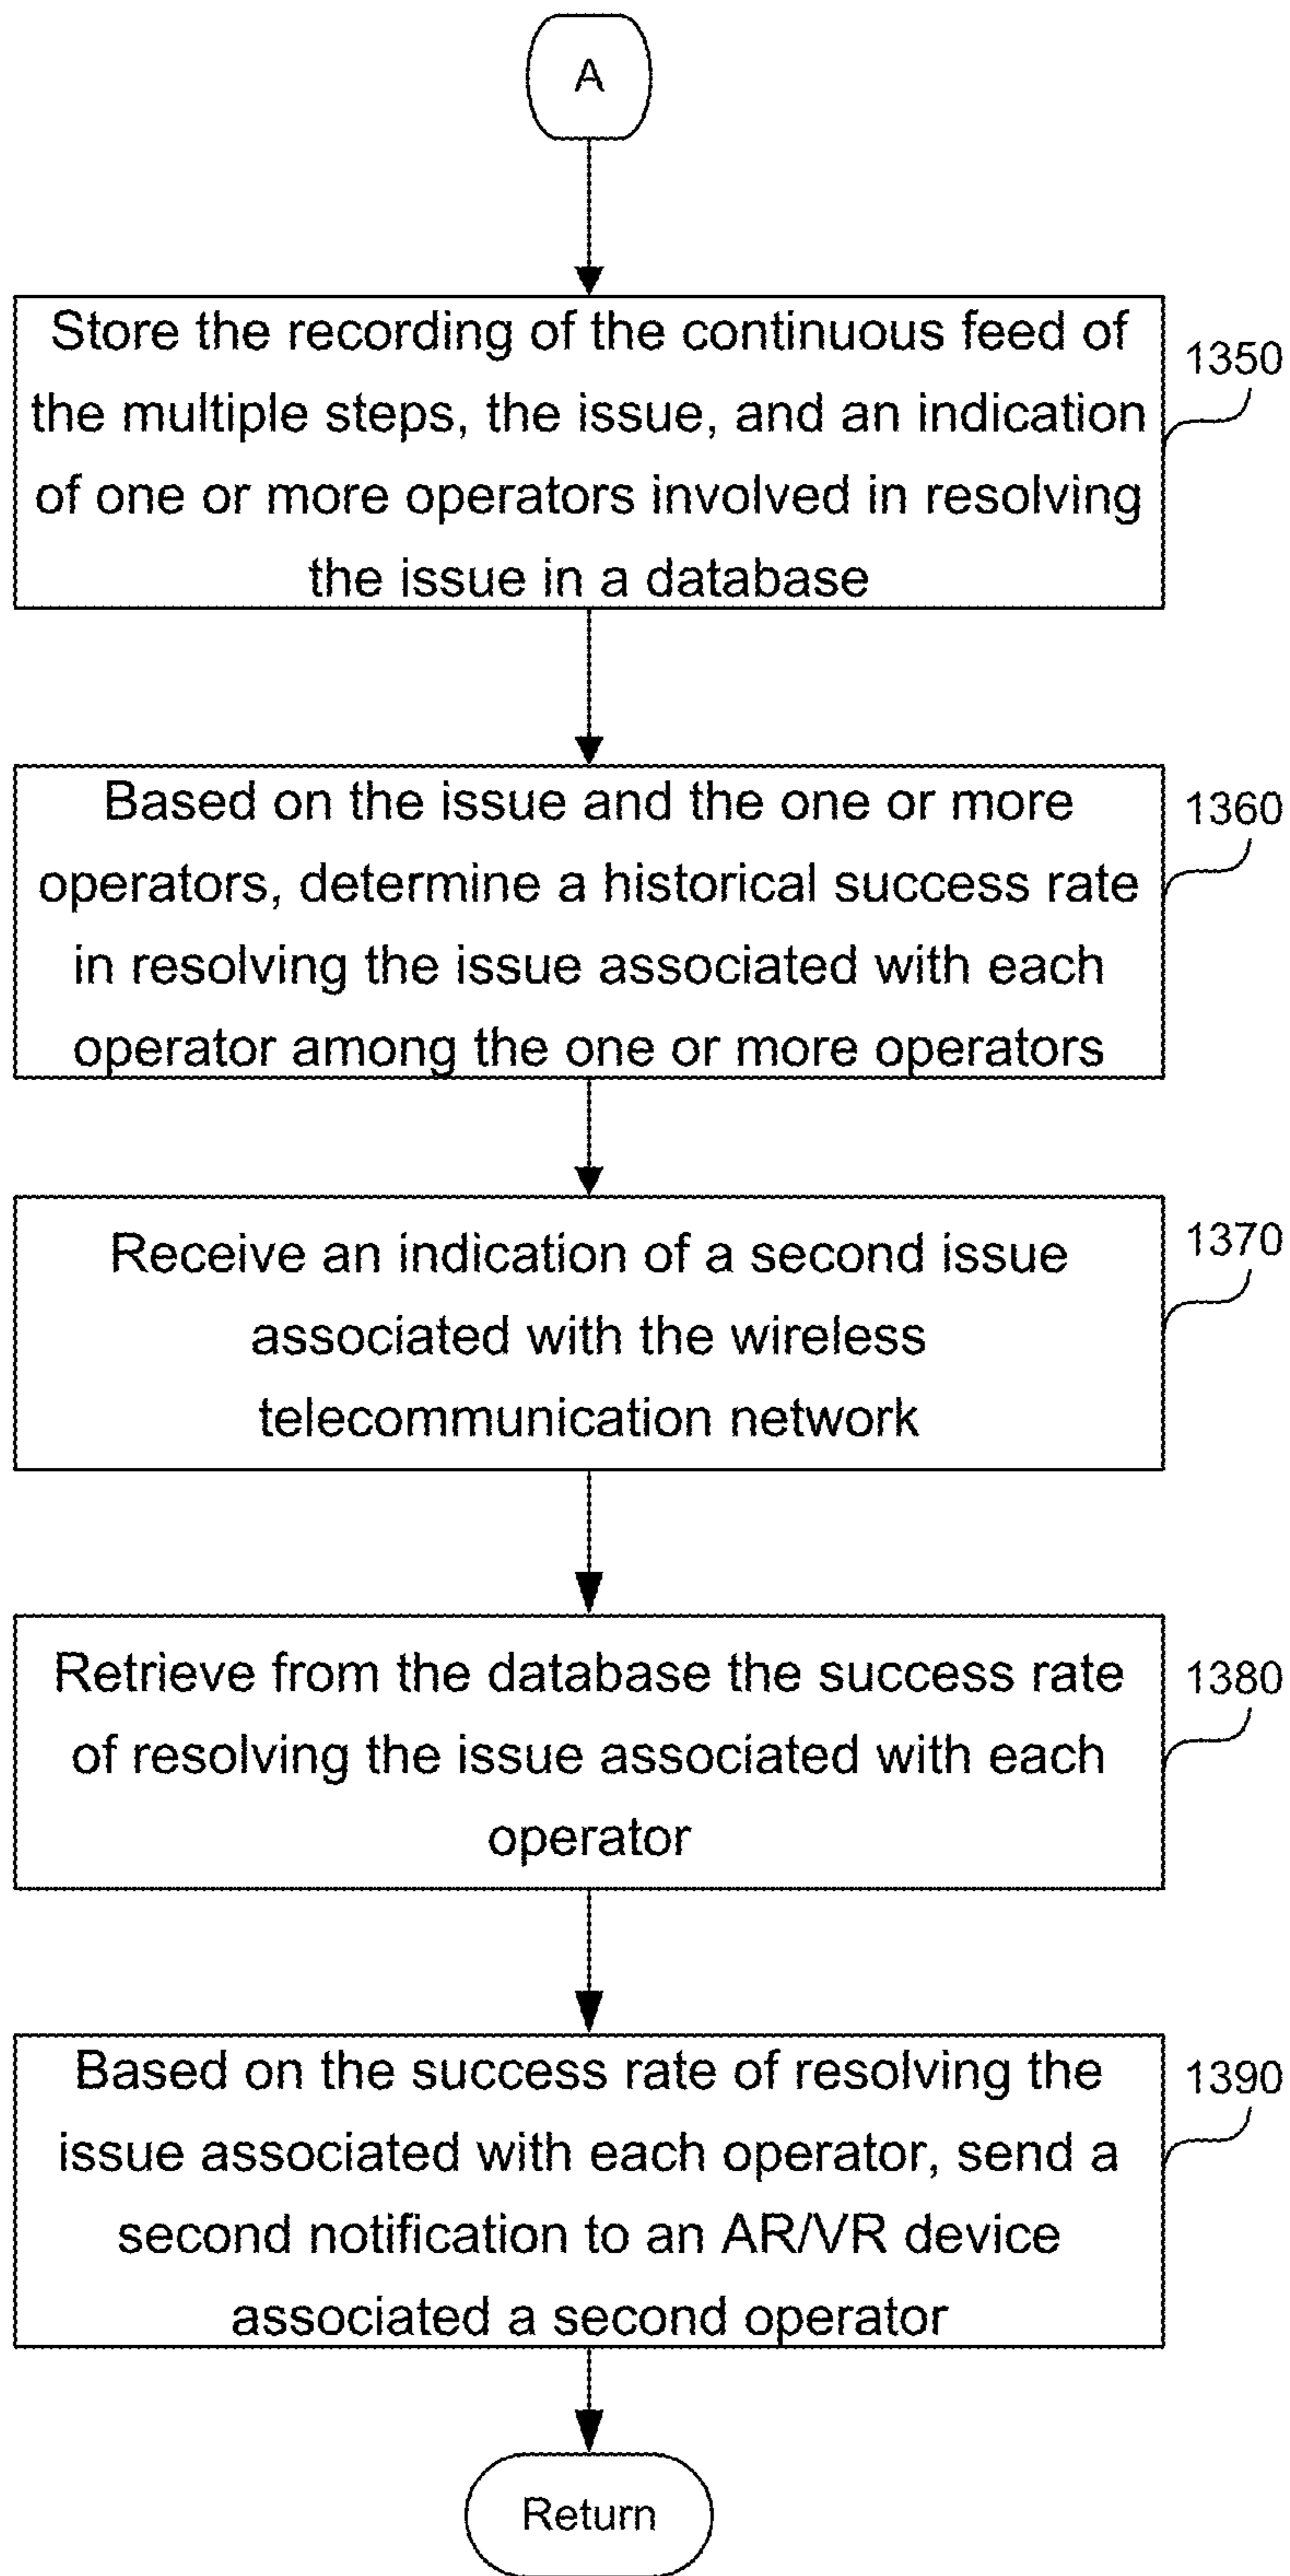 A
Store the recording of the continuous feed of
the multiple steps, the issue, and an indication
of one or more operators involved in resolving
the issue in a database
1350
Based on the issue and the one or more
operators, determine a historical success rate
in resolving the issue associated with each
operator among the one or more operators
1360
Receive an indication of a second issue
associated with the wireless
telecommunication network
1370
Retrieve from the database the success rate
of resolving the issue associated with each
operator
1380
Based on the success rate of resolving the
issue associated with each operator, send a
second notification to an AR/VR device
associated a second operator
1390
Return